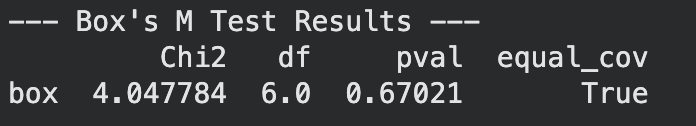 --- Box's M Test Results ---
Chi2 df pval equal_cov
box 4.047784 6.0 0.67021 True